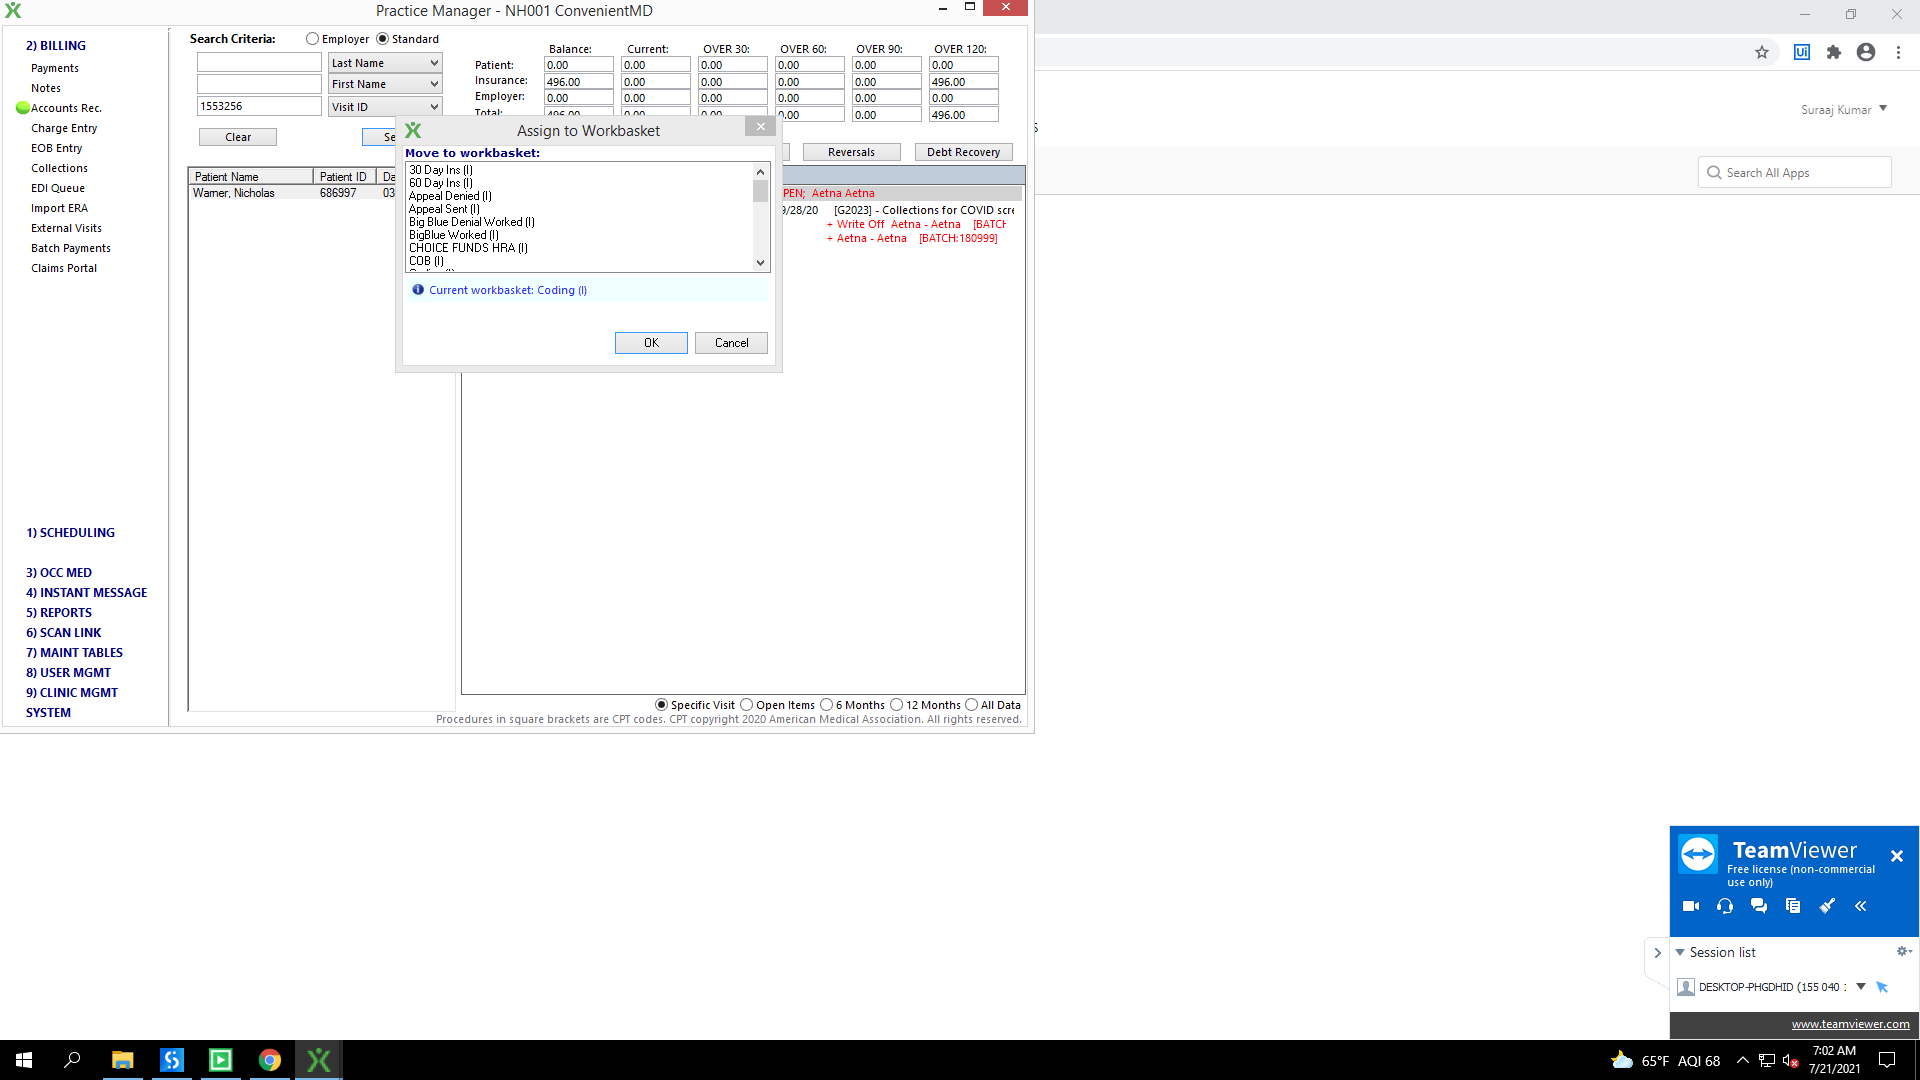 Practice Manager - NH001 ConvenientMD
2) BILLING
Payments
Notes
Accounts Rec.
Charge Entry
EOB Entry
Collections
EDI Queue
Import ERA
External Visits
Batch Payments
Claims Portal
1) SCHEDULING
3) OCC MED
4) INSTANT MESSAGE
5) REPORTS
6) SCAN LINK
7) MAINT TABLES
8) USER MGMT
9) CLINIC MGMT
SYSTEM
Search Criteria: Employer Standard
Last Name
First Name
1553256 Visit ID
Clear Se
Balance: Current: OVER 30: OVER 60: OVER 90: OVER 120:
Patient: 0.00 0.00 0.00 0.00 0.00 0.00
Insurance: 496.00 0.00 0.00 0.00 0.00 496.00
Employer: 0.00 0.00 0.00 0.00 0.00 0.00
Total: 496.00 0.00 0.00 0.00 0.00 496.00
Reversals Debt Recovery
Patient Name Patient ID Da
Warner, Nicholas 686997 03
PEN; Aetna Aetna
9/28/20 [G2023] - Collections for COVID scre
+ Write Off Aetna - Aetna [BATCH
+ Aetna - Aetna [BATCH:180999]
Assign to Workbasket
Move to workbasket:
30 Day Ins (I)
60 Day Ins (I)
Appeal Denied (I)
Appeal Sent (I)
Big Blue Denial Worked (I)
BigBlue Worked (I)
CHOICE FUNDS HRA (I)
COB (I)
Coding (I)
Current workbasket: Coding (I)
OK Cancel
Specific Visit Open Items 6 Months 12 Months All Data
Procedures in square brackets are CPT codes. CPT copyright 2020 American Medical Association. All rights reserved.
Ui
Suraaj Kumar
S
Search All Apps
TeamViewer
Free license (non-commercial
use only)
Session list
DESKTOP-PHGDHID (155 040
www.teamviewer.com
65°F AQI 68
7:02 AM
7/21/2021